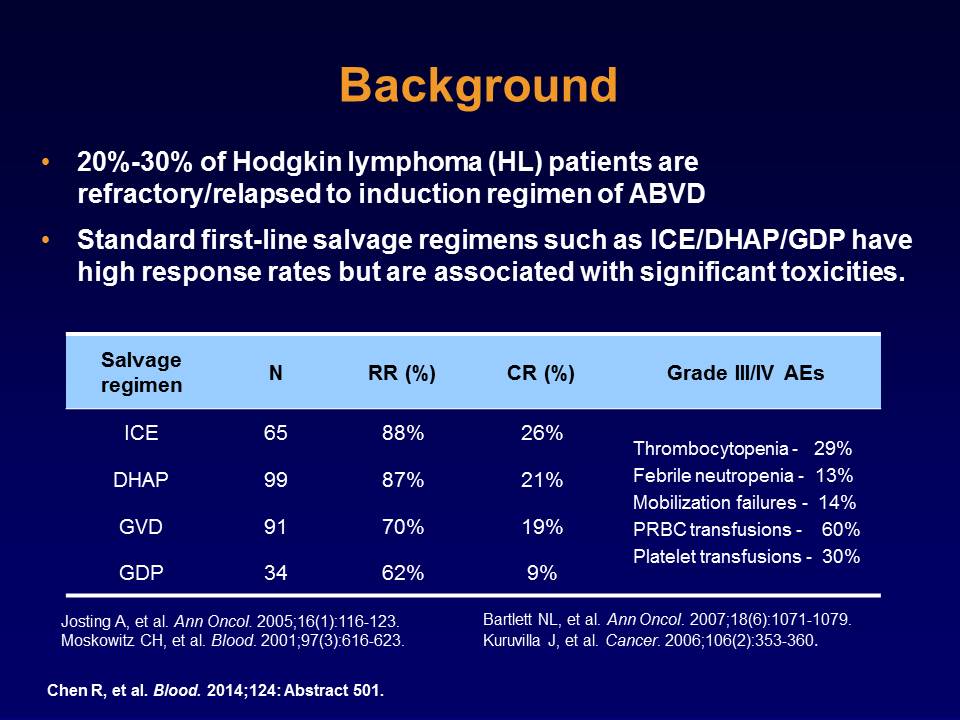 Background
• 20%-30% of Hodgkin lymphoma (HL) patients are
refractory/relapsed to induction regimen of ABVD
• Standard first-line salvage regimens such as ICE/DHAP/GDP have
high response rates but are associated with significant toxicities.
Salvage
regimen N RR (%) CR (%) Grade III/IV AEs
ICE 65 88% 26%
DHAP 99 87% 21%
GVD 91 70% 19%
GDP 34 62% 9%
Thrombocytopenia - 29%
Febrile neutropenia - 13%
Mobilization failures - 14%
PRBC transfusions - 60%
Platelet transfusions - 30%
Josting A, et al. Ann Oncol. 2005;16(1):116-123.
Moskowitz CH, et al. Blood. 2001;97(3):616-623.
Bartlett NL, et al. Ann Oncol. 2007;18(6):1071-1079.
Kuruvilla J, et al. Cancer. 2006;106(2):353-360.
Chen R, et al. Blood. 2014;124: Abstract 501.